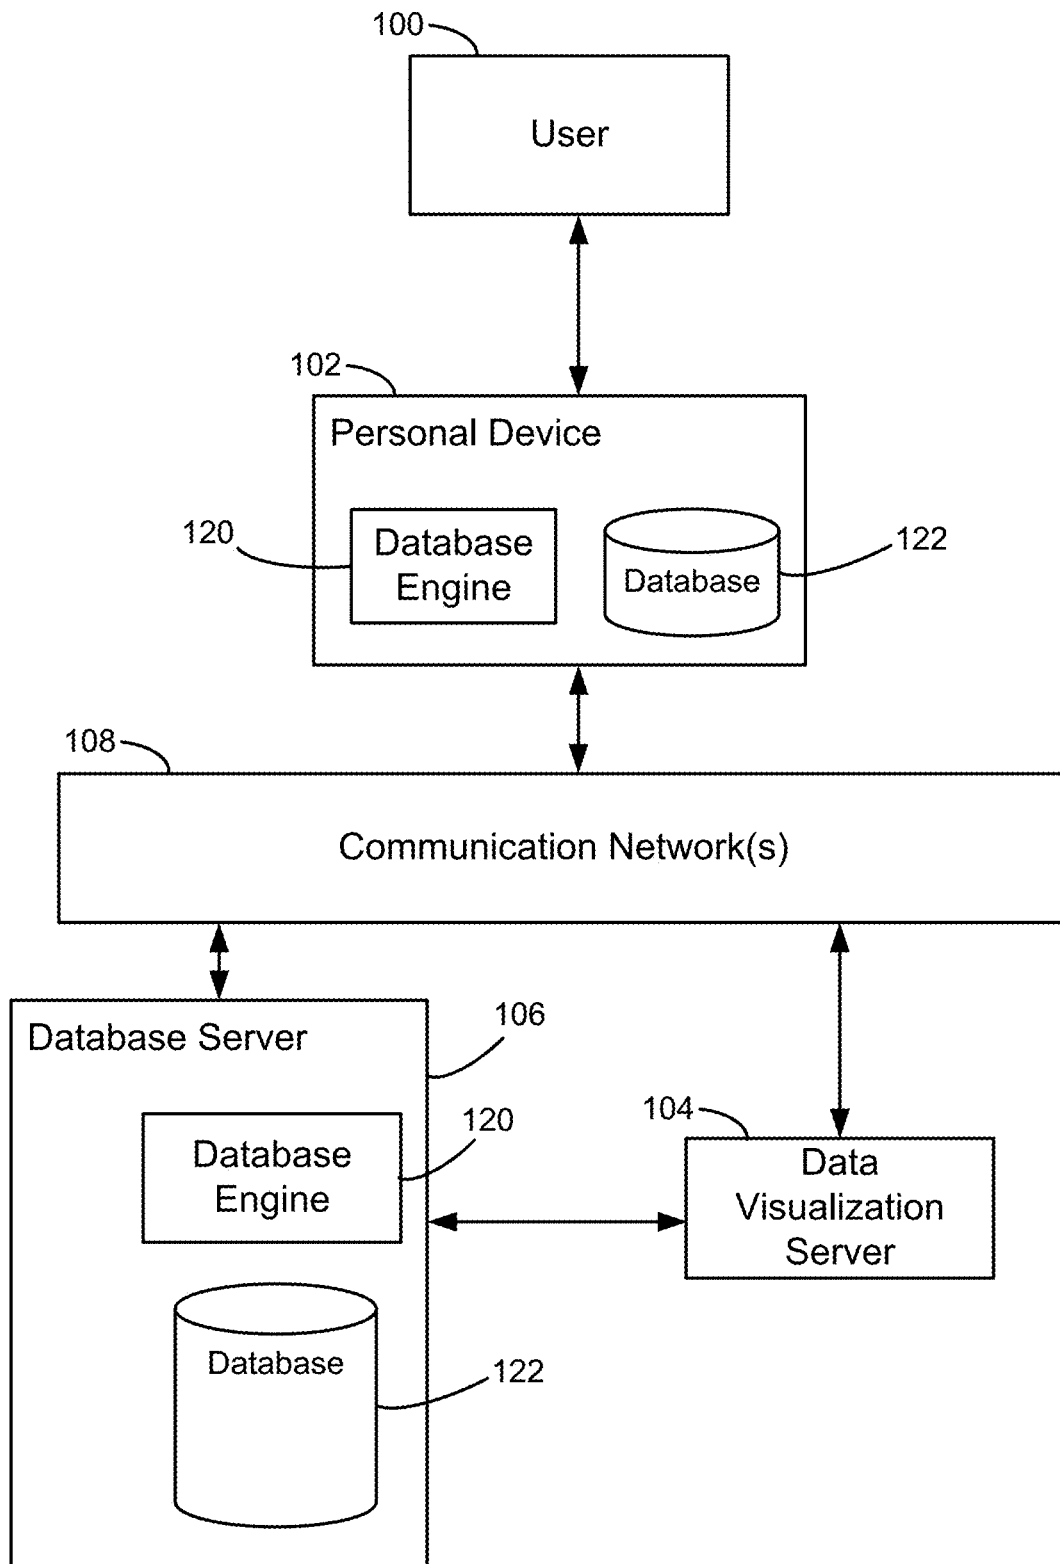 100
User
102
Personal Device
120
Database
Engine
Database
122
108
Communication Network(s)
Database Server
106
Database
Engine
120
104
Data
Visualization
Server
Database
122